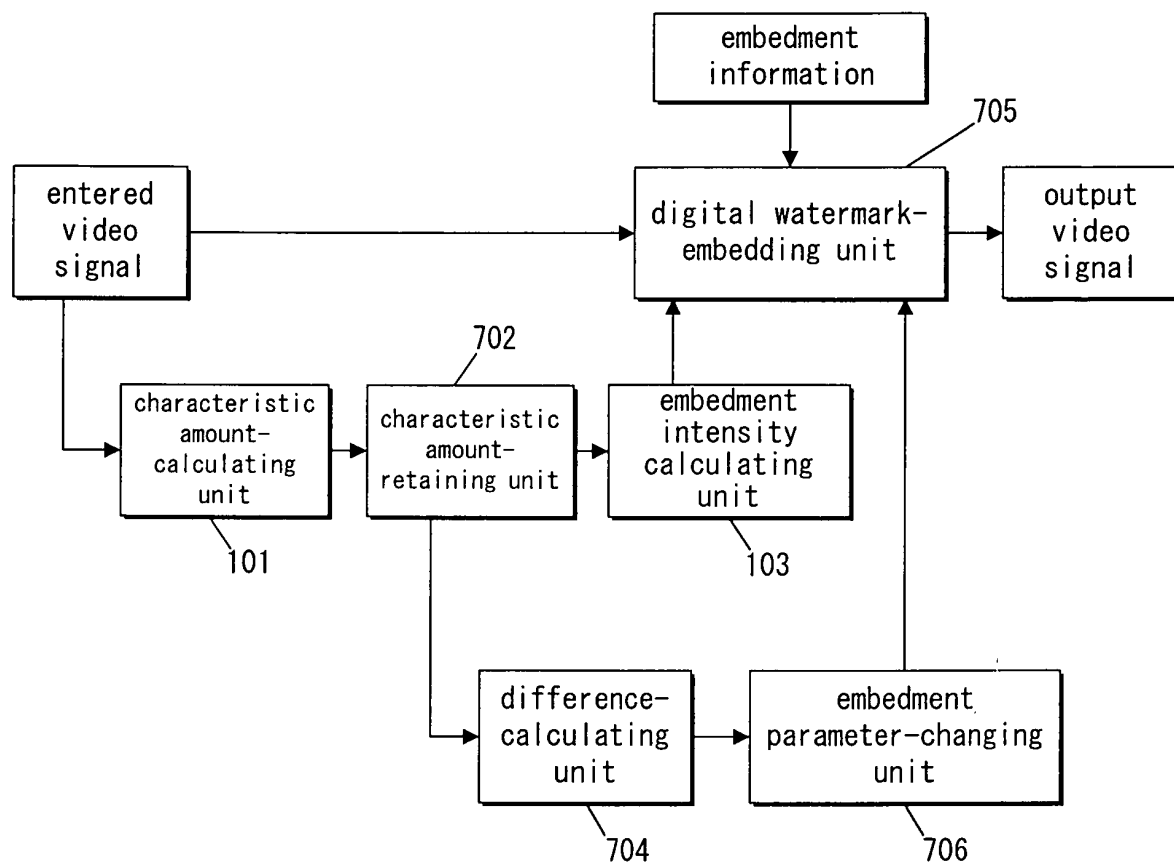 embedment
information
705
entered
video
signal
digital watermark-
embedding unit
output
video
signal
702
characteristic
amount-
calculating
unit
characteristic
amount-
retaining unit
embedment
intensity
calculating
unit
101
103
difference-
calculating
unit
embedment
parameter-changing
unit
704
706